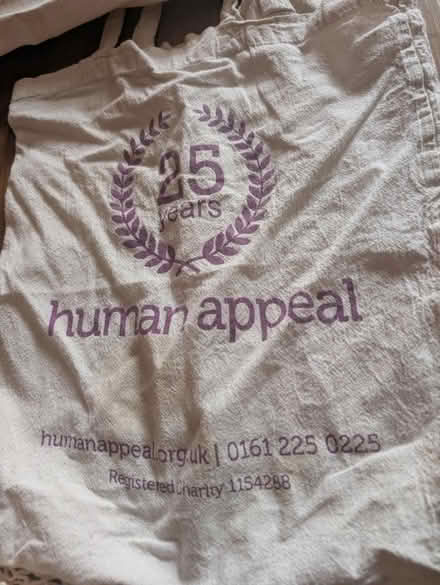 25
years
human appeal
humanappeal.org.uk | 0161 225 0225
Registered Charity 1154288